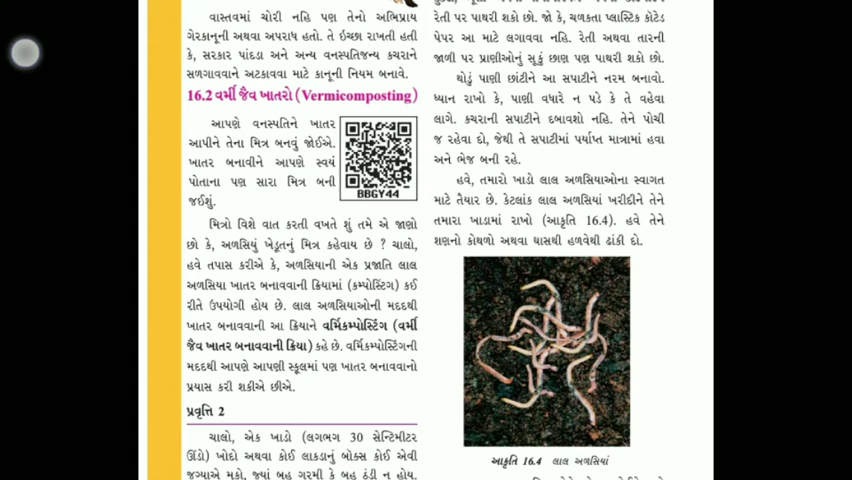 વાસ્તવમાં ચોરી નહિ પણ તેનો અભિપ્રાય
ગેરકાનૂની અથવા અપરાધ હતો. તે ઇચ્છા રાખતી હતી
કે, સરકાર પાંદડા અને અન્ય વનસ્પતિજન્ય કચરાને
સળગાવવાને અટકાવવા માટે કાનૂની નિયમ બનાવે.
16.2 વર્મી જૈવ ખાતરો (Vermicomposting)
આપણે વનસ્પતિને ખાતર
આપીને તેના મિત્ર બનવું જોઈએ.
ખાતર બનાવીને આપણે સ્વયં
પોતાના પણ સારા મિત્ર બની
જઈશું.
BBGY44
મિત્રો વિશે વાત કરતી વખતે શું તમે એ જાણો
છો કે, અળસિયું ખેડૂતનું મિત્ર કહેવાય છે ? ચાલો,
હવે તપાસ કરીએ કે, અળસિયાની એક પ્રજાતિ લાલ
અળસિયા ખાતર બનાવવાની ક્રિયામાં (કમ્પોસ્ટિંગ) કઈ
રીતે ઉપયોગી હોય છે. લાલ અળસિયાઓની મદદથી
ખાતર બનાવવાની આ ક્રિયાને વર્મિકમ્પોસ્ટિંગ (વર્મી
જૈવ ખાતર બનાવવાની ક્રિયા) કહે છે. વર્મિકમ્પોસ્ટિંગની
મદદથી આપણે આપણી સ્કૂલમાં પણ ખાતર બનાવવાનો
પ્રયાસ કરી શકીએ છીએ.
પ્રવૃત્તિ 2
ચાલો, એક ખાડો (લગભગ 30 સેન્ટિમીટર
ઊંડો) ખોદો અથવા કોઈ લાકડાનું બોક્સ કોઈ એવી
જગ્યાએ મૂકો, જ્યાં બહુ ગરમી કે બહુ ઠંડી ન હોય.
રેતી પર પાથરી શકો છો. જો કે, ચળકતા પ્લાસ્ટિક કોટેડ
પેપર આ માટે લગાવવા નહિ. રેતી અથવા તારની
જાળી પર પ્રાણીઓનું સૂકું છાણ પણ પાથરી શકો છો.
થોડું પાણી છાંટીને આ સપાટીને નરમ બનાવો.
ધ્યાન રાખો કે, પાણી વધારે ન પડે કે તે વહેવા
લાગે. કચરાની સપાટીને દબાવશો નહિ. તેને પોચી
જ રહેવા દો, જેથી તે સપાટીમાં પર્યાપ્ત માત્રામાં હવા
અને ભેજ બની રહે.
હવે, તમારો ખાડો લાલ અળસિયાઓના સ્વાગત
માટે તૈયાર છે. કેટલાંક લાલ અળસિયાં ખરીદીને તેને
તમારા ખાડામાં રાખો (આકૃતિ 16.4). હવે તેને
શણનો કોથળો અથવા ઘાસથી હળવેથી ઢાંકી દો.
આકૃતિ 16.4 લાલ અળસિયાં